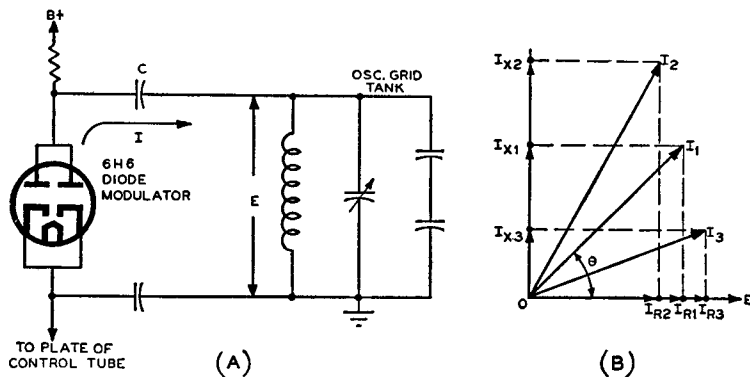 B+
C
I
6H6
DIODE
MODULATOR
E
OSC. GRID
TANK
TO PLATE OF
CONTROL TUBE
(A)
IX2
I2
IX1
I1
IX3
I3
θ
O
IR2
IR1
IR3
E
(B)